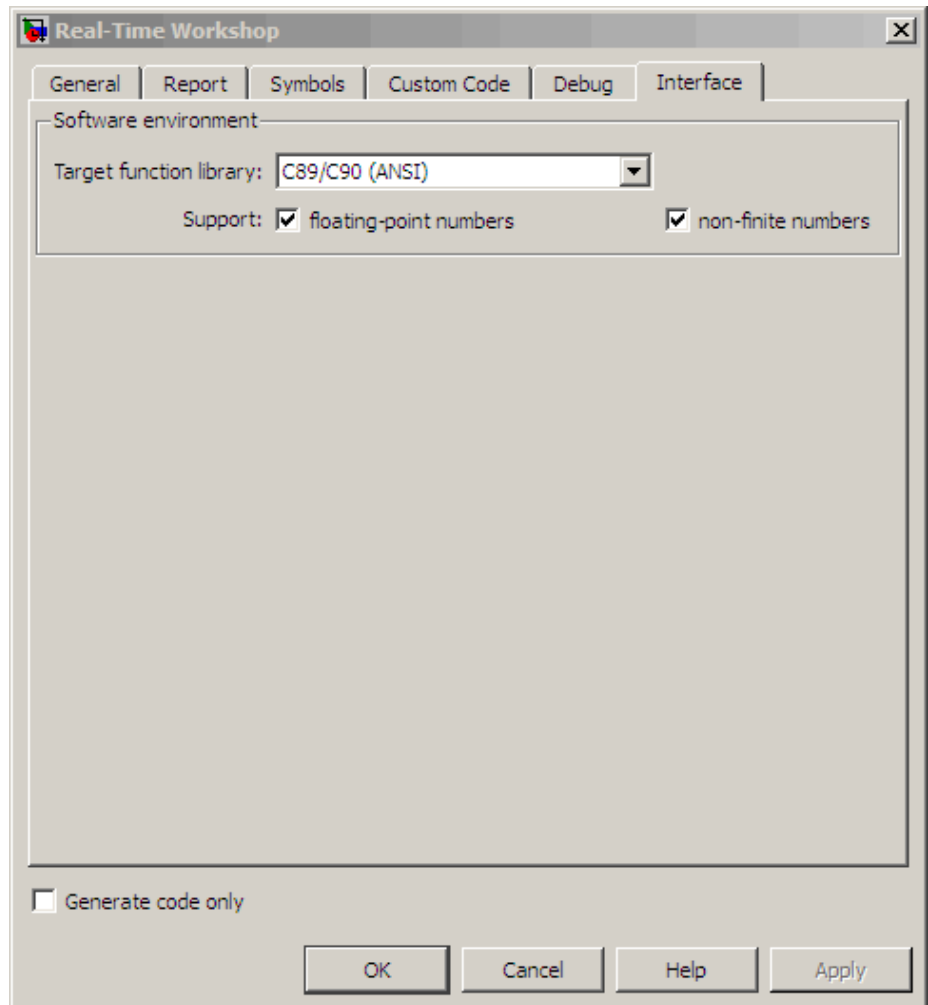 Real-Time Workshop
General Report Symbols Custom Code Debug Interface
Software environment
Target function library: C89/C90 (ANSI)
Support: floating-point numbers non-finite numbers
Generate code only
OK Cancel Help Apply